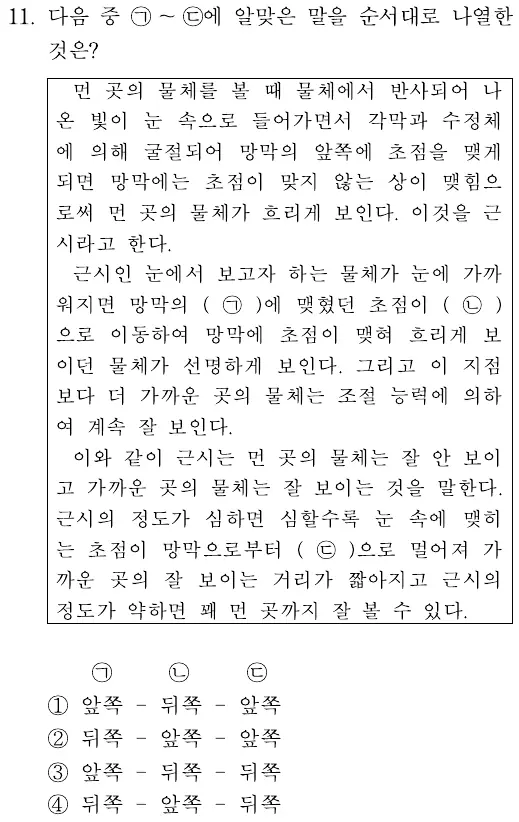 11. 다음 중 ㉠ ~ ㉢에 알맞은 말을 순서대로 나열한
것은?
먼 곳의 물체를 볼 때 물체에서 반사되어 나
온 빛이 눈 속으로 들어가면서 각막과 수정체
에 의해 굴절되어 망막의 앞쪽에 초점을 맺게
되면 망막에는 초점이 맞지 않는 상이 맺힘으
로써 먼 곳의 물체가 흐리게 보인다. 이것을 근
시라고 한다.
근시인 눈에서 보고자 하는 물체가 눈에 가까
워지면 망막의 ( ㉠ )에 맺혔던 초점이 ( ㉡ )
으로 이동하여 망막에 초점이 맺혀 흐리게 보
이던 물체가 선명하게 보인다. 그리고 이 지점
보다 더 가까운 곳의 물체는 조절 능력에 의하
여 계속 잘 보인다.
이와 같이 근시는 먼 곳의 물체는 잘 안 보이
고 가까운 곳의 물체는 잘 보이는 것을 말한다.
근시의 정도가 심하면 심할수록 눈 속에 맺히
는 초점이 망막으로부터 ( ㉢ )으로 멀어져 가
까운 곳의 잘 보이는 거리가 짧아지고 근시의
정도가 약하면 꽤 먼 곳까지 잘 볼 수 있다.
㉠ ㉡ ㉢
① 앞쪽 - 뒤쪽 - 앞쪽
② 뒤쪽 - 앞쪽 - 앞쪽
③ 앞쪽 - 뒤쪽 - 뒤쪽
④ 뒤쪽 - 앞쪽 - 뒤쪽